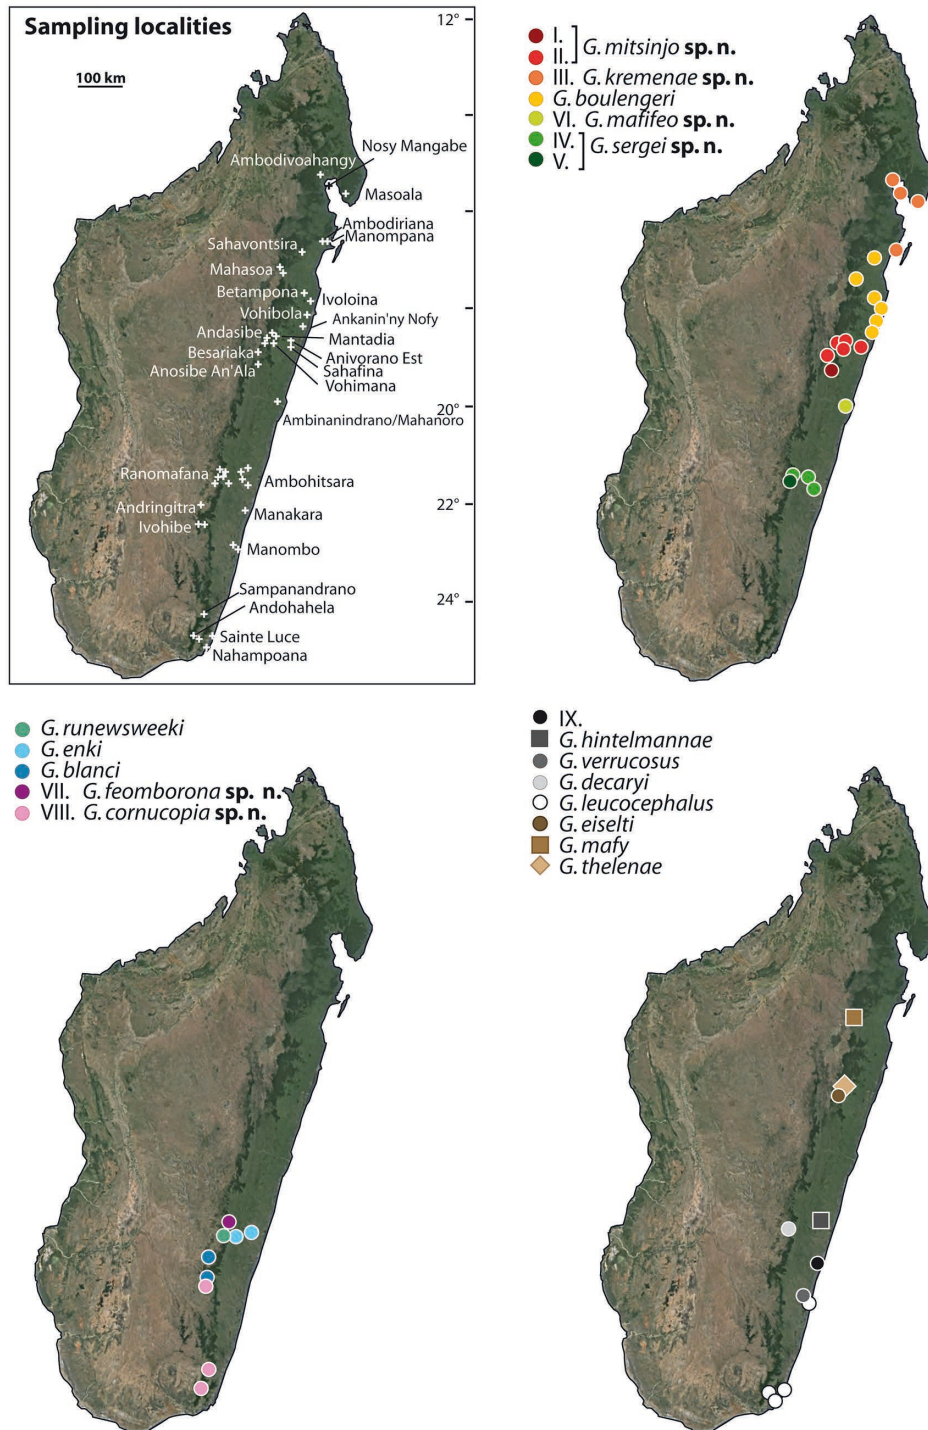 Sampling localities
100 km
12°
Nosy Mangabe
Ambodivoahangy
Masoala
Ambodiriana
Manompana
Sahavontsira
Mahasoa
Betampona
Ivoloina
Vohibola
Ankanin'ny Nofy
Andasibe
Mantadia
Besariaka
Anivorano Est
Sahafina
Anosibe An'Ala
Vohimana
20°
Ambinanindrano/Mahanoro
Ranomafana
Ambohitsara
22°
Andringitra
Manakara
Ivohibe
Manombo
Sampanandrano
24°
Andohahela
Sainte Luce
Nahampoana
I.
II. ] G. mitsinjo sp. n.
III. G. kremenae sp. n.
G. boulengeri
VI. G. mafifeo sp. n.
IV. ] G. sergei sp. n.
V.
G. runewsweeki
G. enki
G. blanci
VII. G. feomborona sp. n.
VIII. G. cornucopia sp. n.
IX.
G. hintelmannae
G. verrucosus
G. decaryi
G. leucocephalus
G. eiselti
G. mafy
G. thelenae